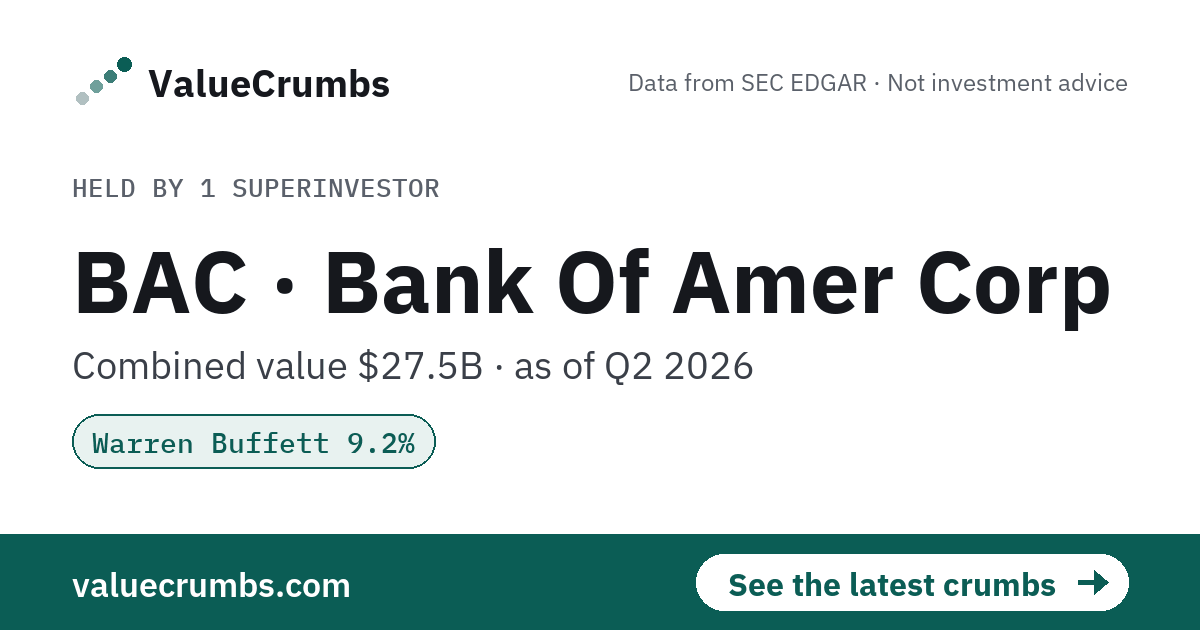 ValueCrumbs
Data from SEC EDGAR · Not investment advice
HELD BY 1 SUPERINVESTOR
BAC · Bank Of Amer Corp
Combined value $27.5B · as of Q2 2026
Warren Buffett 9.2%
valuecrumbs.com
See the latest crumbs